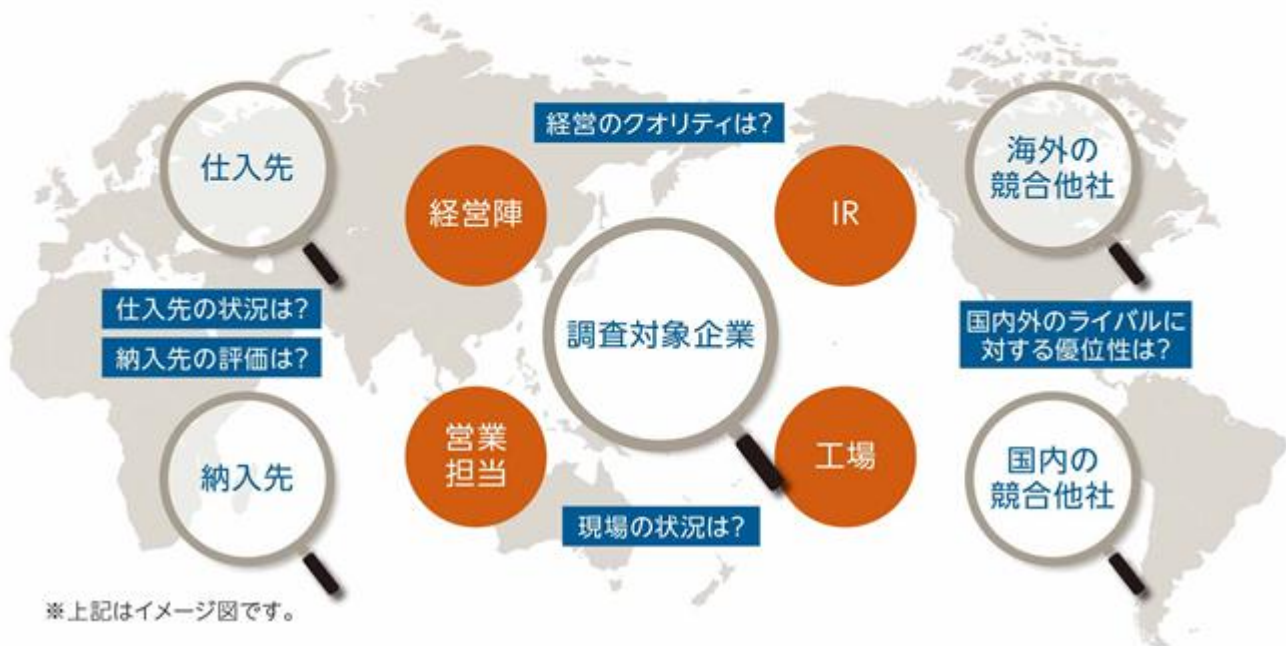 仕入先
仕入先の状況は?
納入先の評価は?
納入先
経営のクオリティは?
経営陣
IR
調査対象企業
営業
担当
工場
現場の状況は?
海外の
競合他社
国内外のライバルに
対する優位性は?
国内の
競合他社
※上記はイメージ図です。